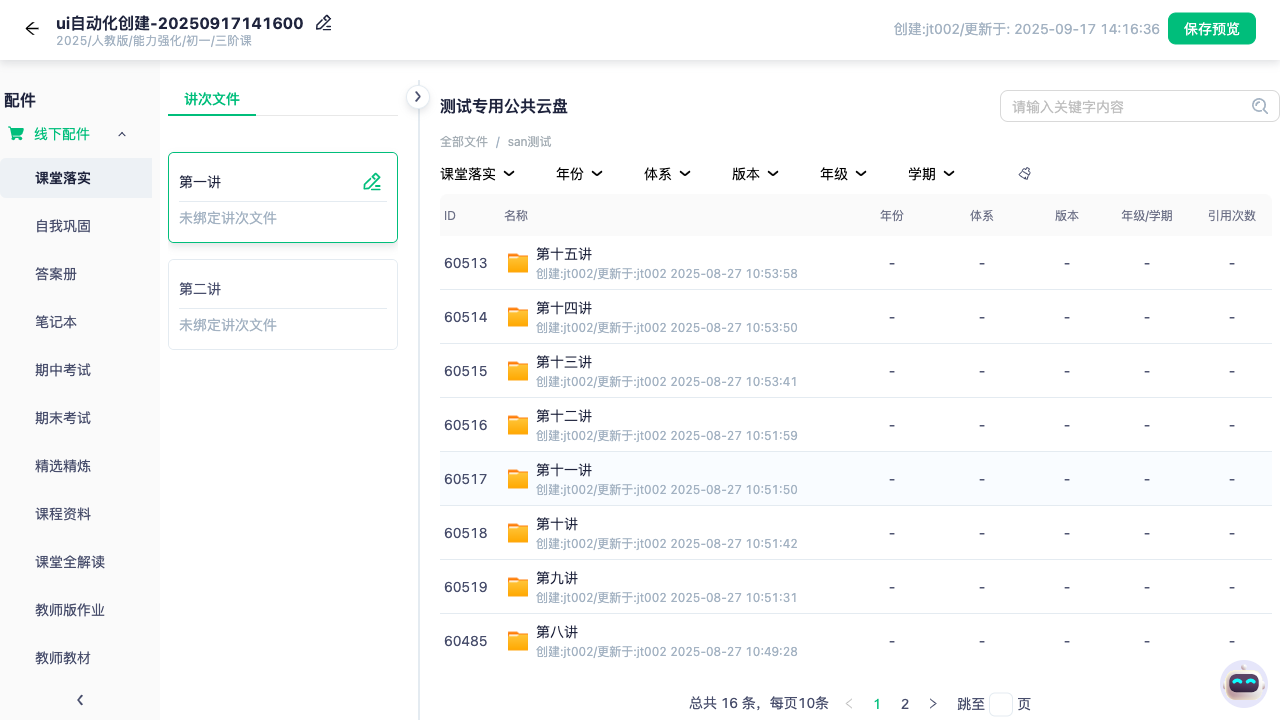 ui自动化创建-20250917141600
2025/人教版/能力强化/初一/三阶课
创建:jt002/更新于: 2025-09-17 14:16:36
保存预览
配件
线下配件
课堂落实
自我巩固
答案册
笔记本
期中考试
期末考试
精选精炼
课程资料
课堂全解读
教师版作业
教师教材
讲次文件
第一讲
未绑定讲次文件
第二讲
未绑定讲次文件
测试专用公共云盘
请输入关键字内容
全部文件 / san测试
课堂落实 年份 体系 版本 年级 学期
ID 名称 年份 体系 版本 年级/学期 引用次数
60513 第十五讲 - - - - -
创建:jt002/更新于:jt002 2025-08-27 10:53:58
60514 第十四讲 - - - - -
创建:jt002/更新于:jt002 2025-08-27 10:53:50
60515 第十三讲 - - - - -
创建:jt002/更新于:jt002 2025-08-27 10:53:41
60516 第十二讲 - - - - -
创建:jt002/更新于:jt002 2025-08-27 10:51:59
60517 第十一讲 - - - - -
创建:jt002/更新于:jt002 2025-08-27 10:51:50
60518 第十讲 - - - - -
创建:jt002/更新于:jt002 2025-08-27 10:51:42
60519 第九讲 - - - - -
创建:jt002/更新于:jt002 2025-08-27 10:51:31
60485 第八讲 - - - - -
创建:jt002/更新于:jt002 2025-08-27 10:49:28
总共 16 条，每页10条 1 2 跳至 页